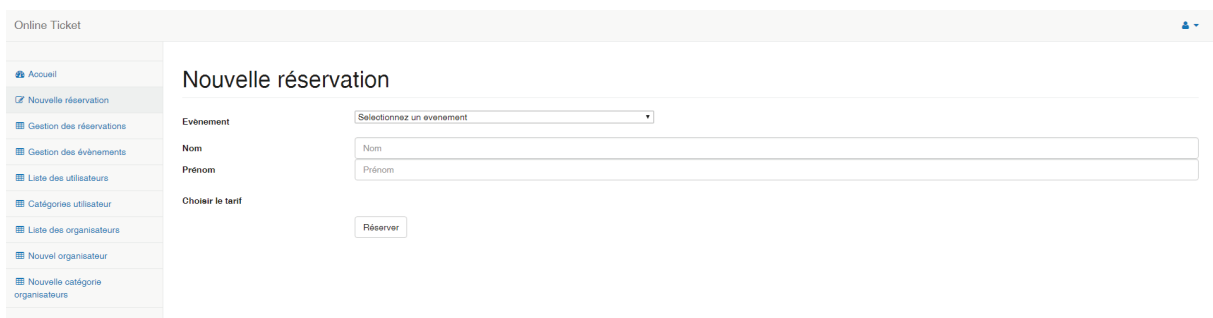 Online Ticket
Accueil
Nouvelle réservation
Gestion des réservations
Gestion des évènements
Liste des utilisateurs
Catégories utilisateur
Liste des organisateurs
Nouvel organisateur
Nouvelle catégorie
organisateurs
Nouvelle réservation
Evènement
Selectionnez un evenement
Nom
Nom
Prénom
Prénom
Choisir le tarif
Réserver